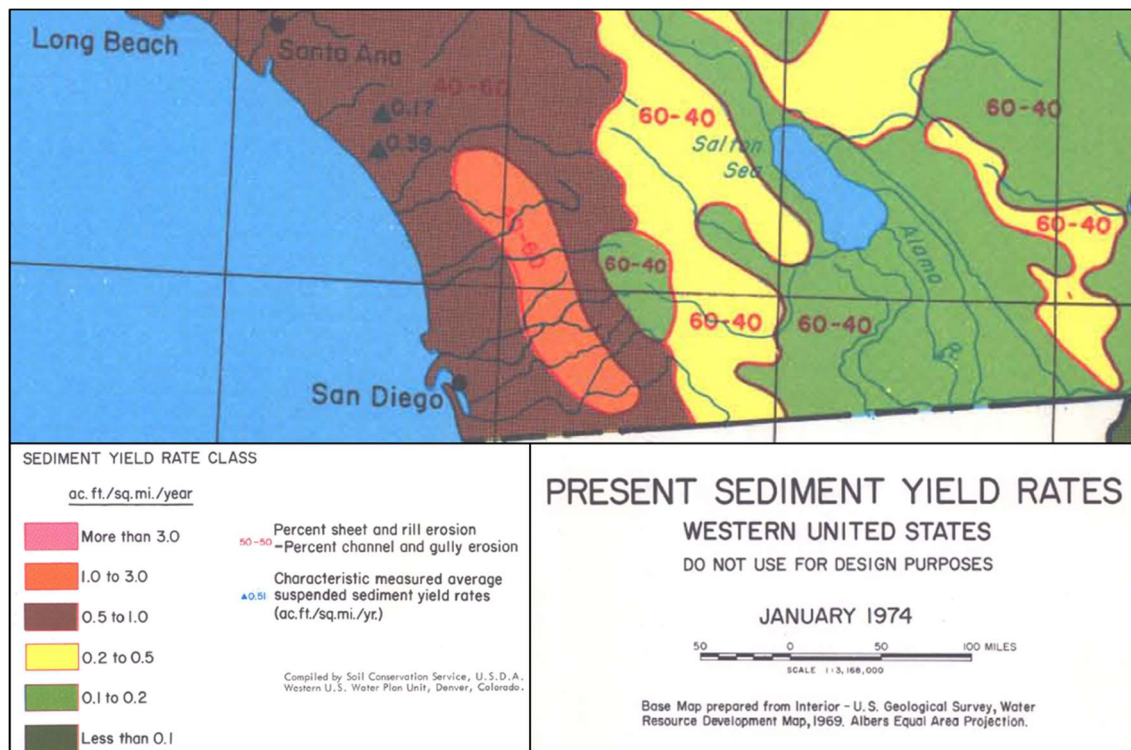 Long Beach
Santa Ana
40-60
▲0.17
▲0.39
60-40
60-40
Salton
Sea
60-40
Alamo
60-40
60-40
60-40
San Diego
SEDIMENT YIELD RATE CLASS
ac. ft./sq.mi./year
More than 3.0
1.0 to 3.0
0.5 to 1.0
0.2 to 0.5
0.1 to 0.2
Less than 0.1
50-50 Percent sheet and rill erosion
-Percent channel and gully erosion
▲0.51 Characteristic measured average
suspended sediment yield rates
(ac.ft./sq.mi./yr.)
Compiled by Soil Conservation Service, U.S.D.A.
Western U.S. Water Plan Unit, Denver, Colorado.
PRESENT SEDIMENT YIELD RATES
WESTERN UNITED STATES
DO NOT USE FOR DESIGN PURPOSES
JANUARY 1974
50 0 50 100 MILES
SCALE 1:3,168,000
Base Map prepared from Interior - U.S. Geological Survey, Water
Resource Development Map, 1969. Albers Equal Area Projection.